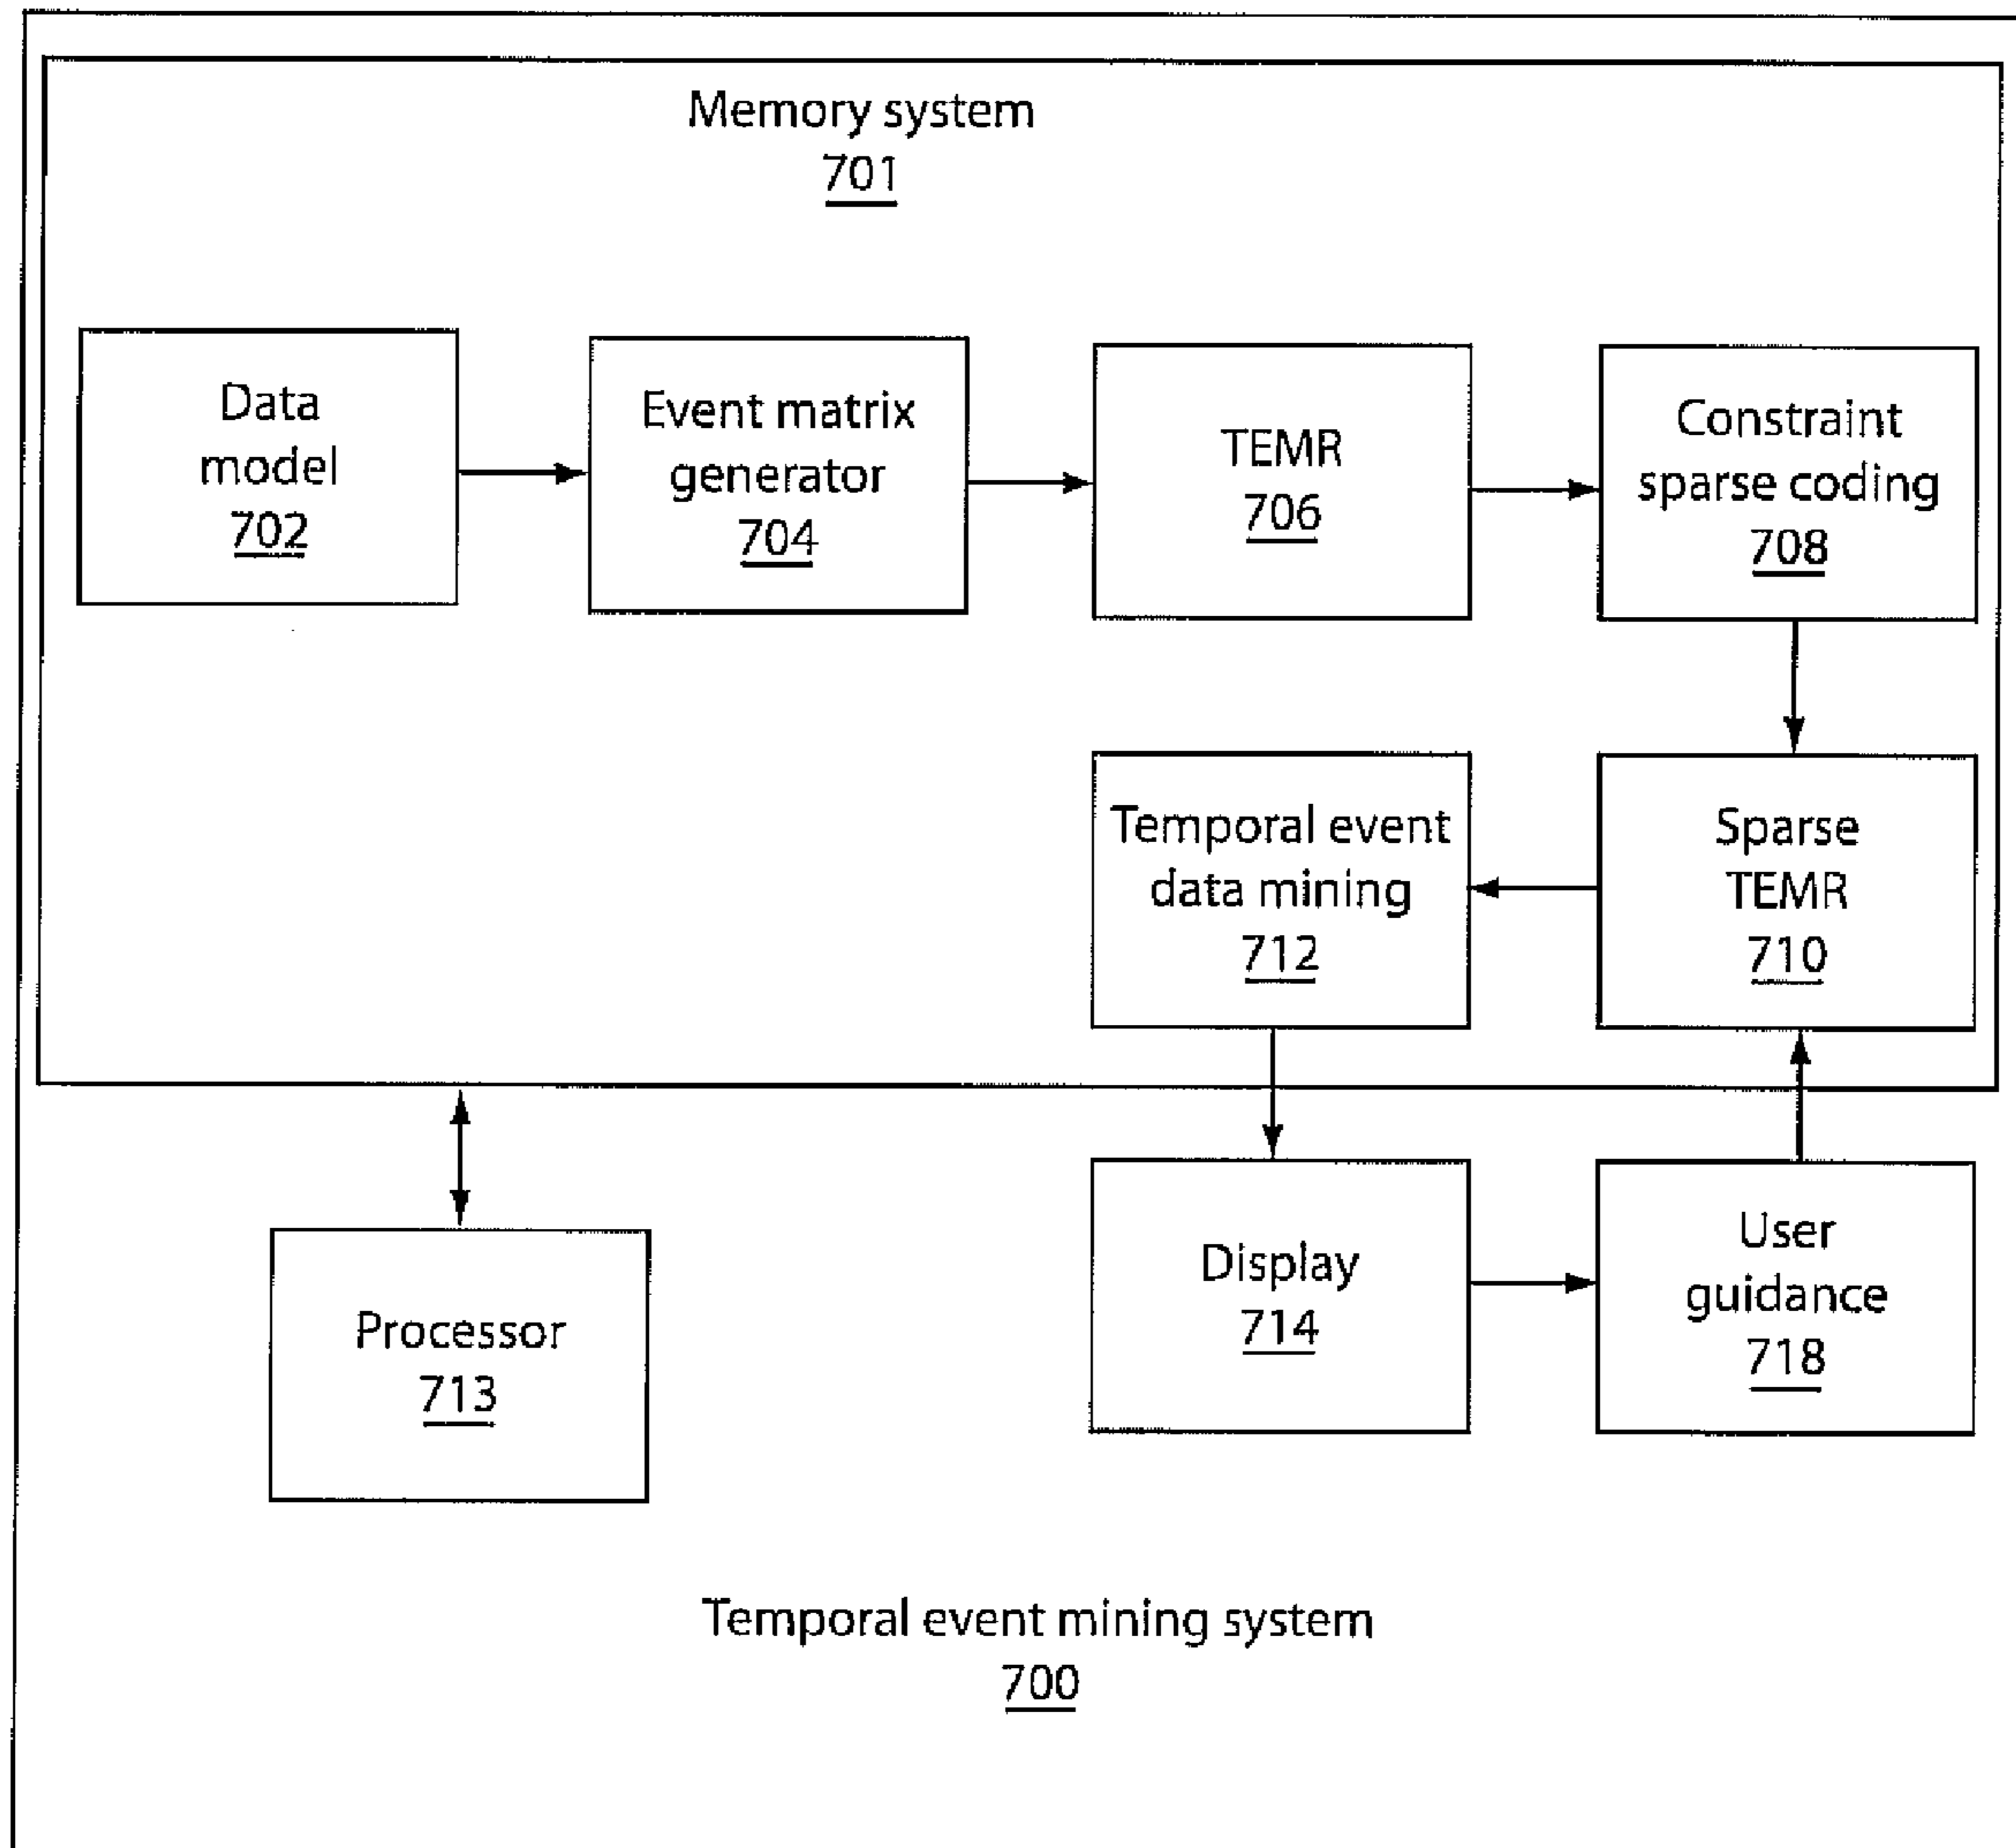 Memory system
701
Data
model
702
Event matrix
generator
704
TEMR
706
Constraint
sparse coding
708
Temporal event
data mining
712
Sparse
TEMR
710
Processor
713
Display
714
User
guidance
718
Temporal event mining system
700